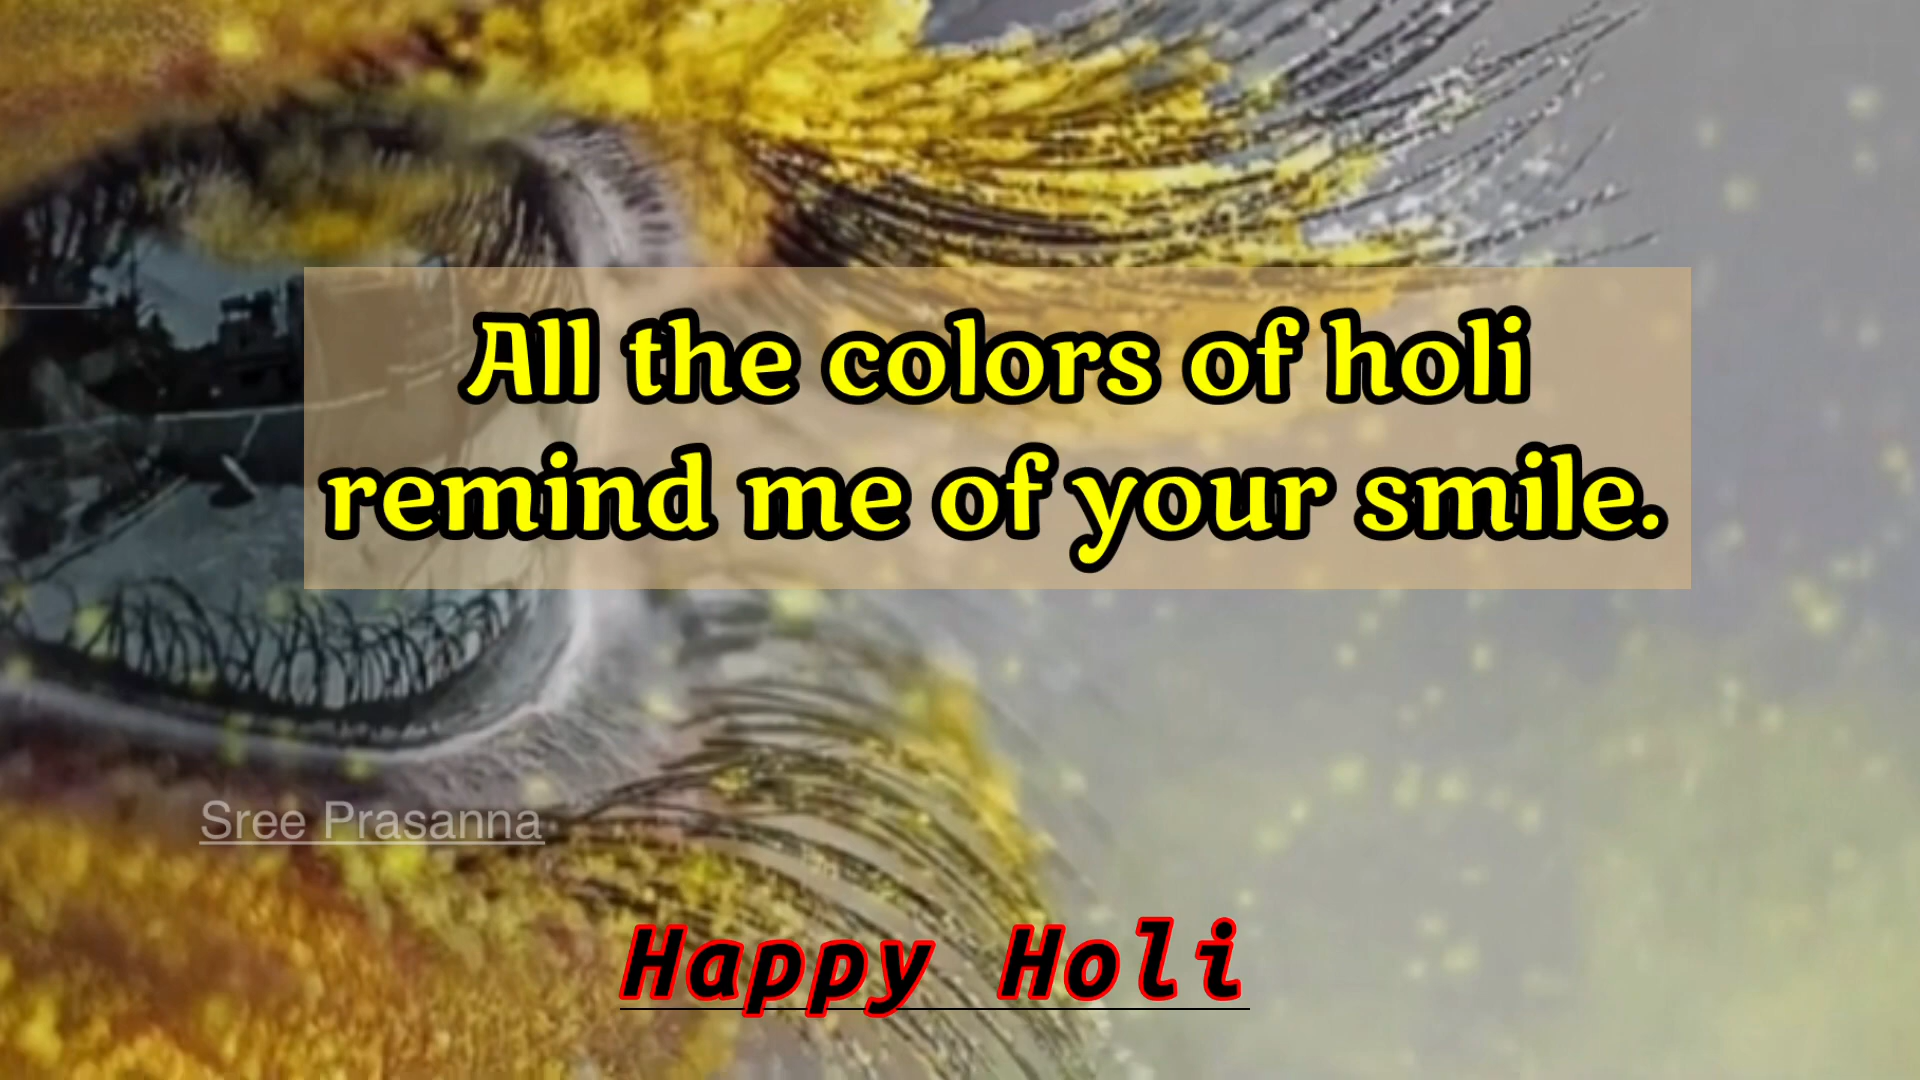 All the colors of holi
remind me of your smile.
Sree Prasanna
Happy Holi